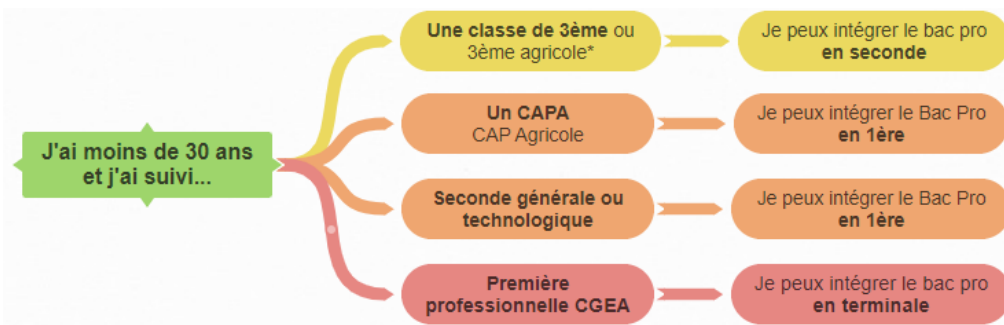 J'ai moins de 30 ans
et j'ai suivi...
Une classe de 3ème ou
3ème agricole*
Je peux intégrer le bac pro
en seconde
Un CAPA
CAP Agricole
Je peux intégrer le Bac Pro
en 1ère
Seconde générale ou
technologique
Je peux intégrer le Bac Pro
en 1ère
Première
professionnelle CGEA
Je peux intégrer le bac pro
en terminale